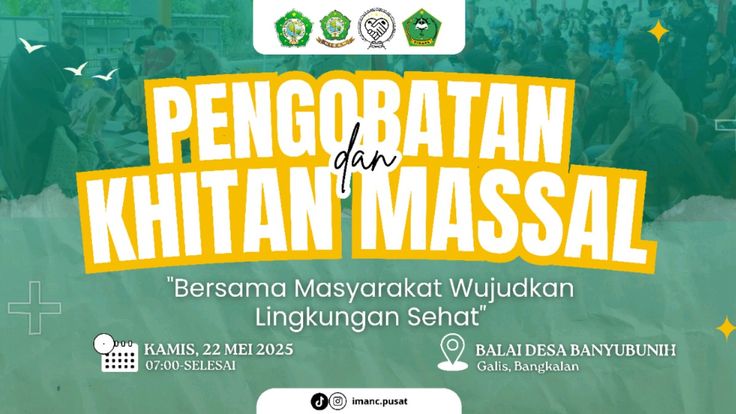 PENGOBATAN
dan
KHITAN MASSAL
"Bersama Masyarakat Wujudkan
Lingkungan Sehat"
KAMIS, 22 MEI 2025
07:00-SELESAI
BALAI DESA BANYUBUNIH
Galis, Bangkalan
imanc.pusat